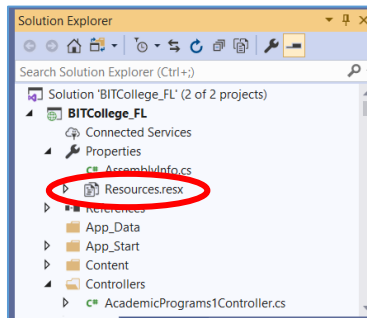 Solution Explorer
Search Solution Explorer (Ctrl+;)
Solution 'BITCollege_FL' (2 of 2 projects)
BITCollege_FL
Connected Services
Properties
C# AssemblyInfo.cs
Resources.resx
References
App_Data
App_Start
Content
Controllers
C# AcademicPrograms1Controller.cs